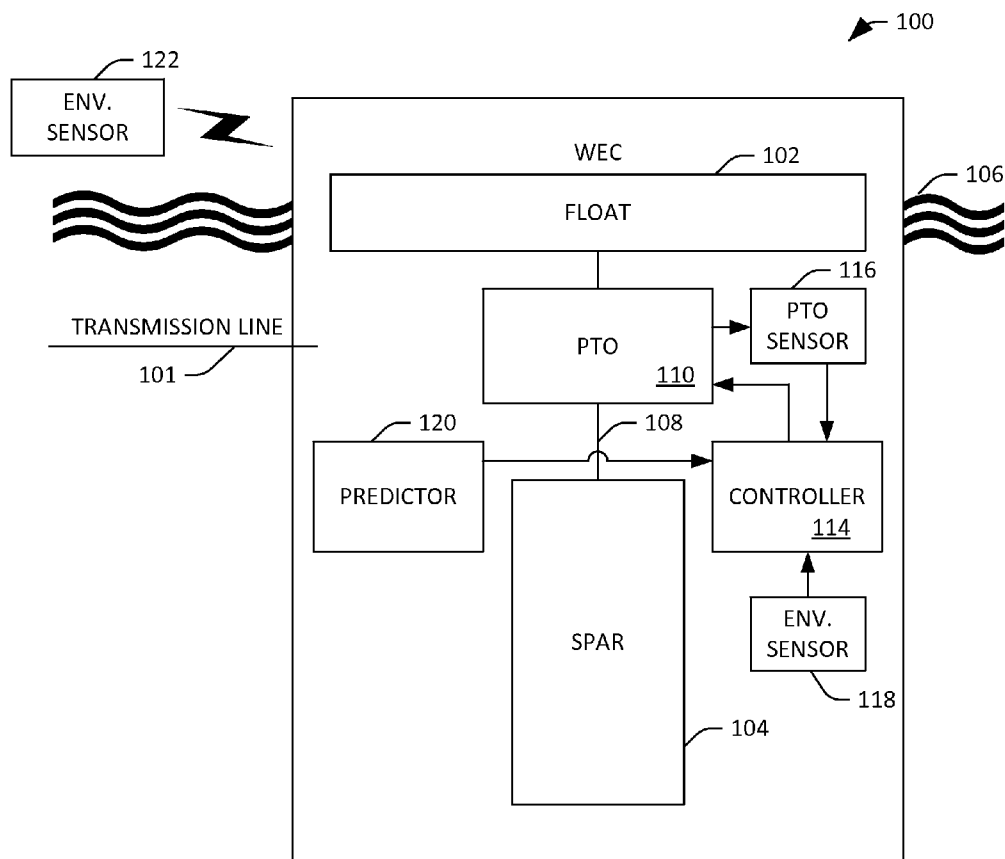 100
122
ENV.
SENSOR
WEC
102
106
FLOAT
116
TRANSMISSION LINE
101
PTO
110
PTO
SENSOR
120
108
PREDICTOR
CONTROLLER
114
SPAR
ENV.
SENSOR
118
104